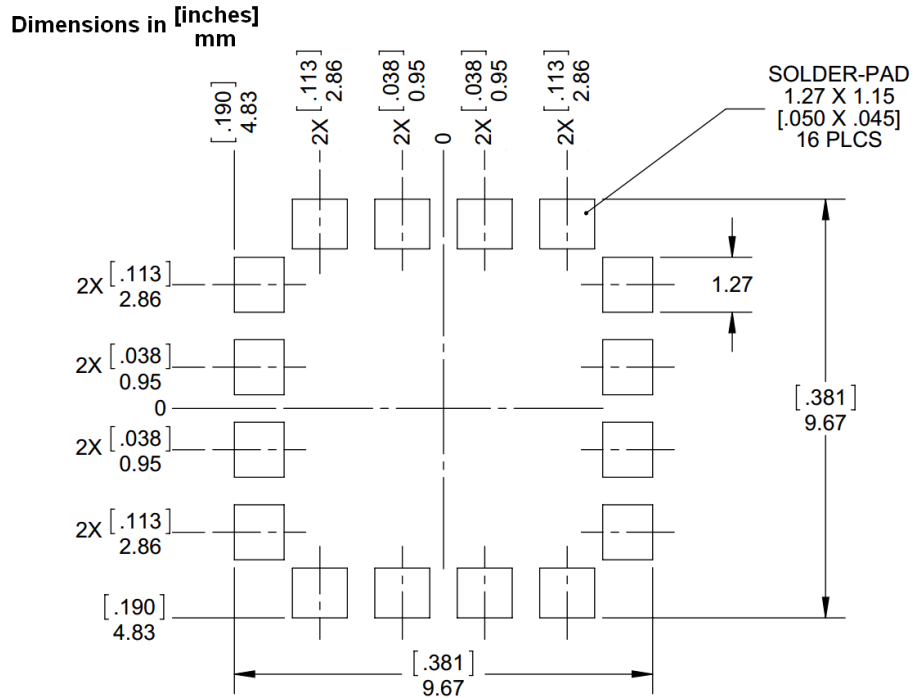 Dimensions in [inches]
mm
[.190]
4.83
2X [.113]
2.86
2X [.038]
0.95
0
2X [.038]
0.95
2X [.113]
2.86
SOLDER-PAD
1.27 X 1.15
[.050 X .045]
16 PLCS
2X [.113]
2.86
1.27
2X [.038]
0.95
0
[.381]
9.67
2X [.038]
0.95
2X [.113]
2.86
[.190]
4.83
[.381]
9.67